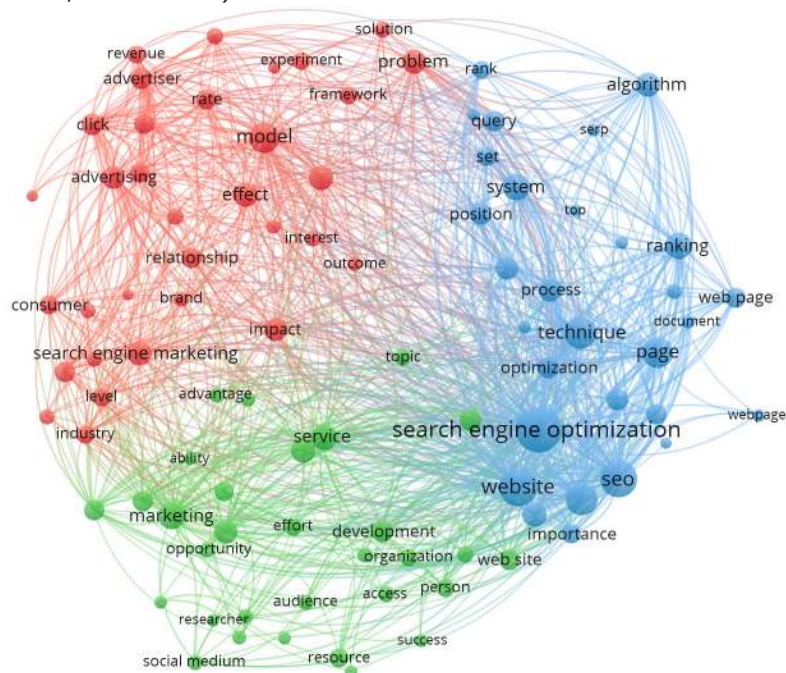 solution
revenue
experiment
problem
advertiser
rank
algorithm
rate
framework
click
query
serp
model
set
advertising
system
effect
position
top
interest
ranking
relationship
outcome
process
web page
consumer
brand
document
impact
technique
search engine marketing
topic
page
optimization
level
advantage
webpage
industry
service
search engine optimization
ability
website
seo
marketing
effort
development
importance
opportunity
organization
web site
access
person
audience
researcher
success
social medium
resource